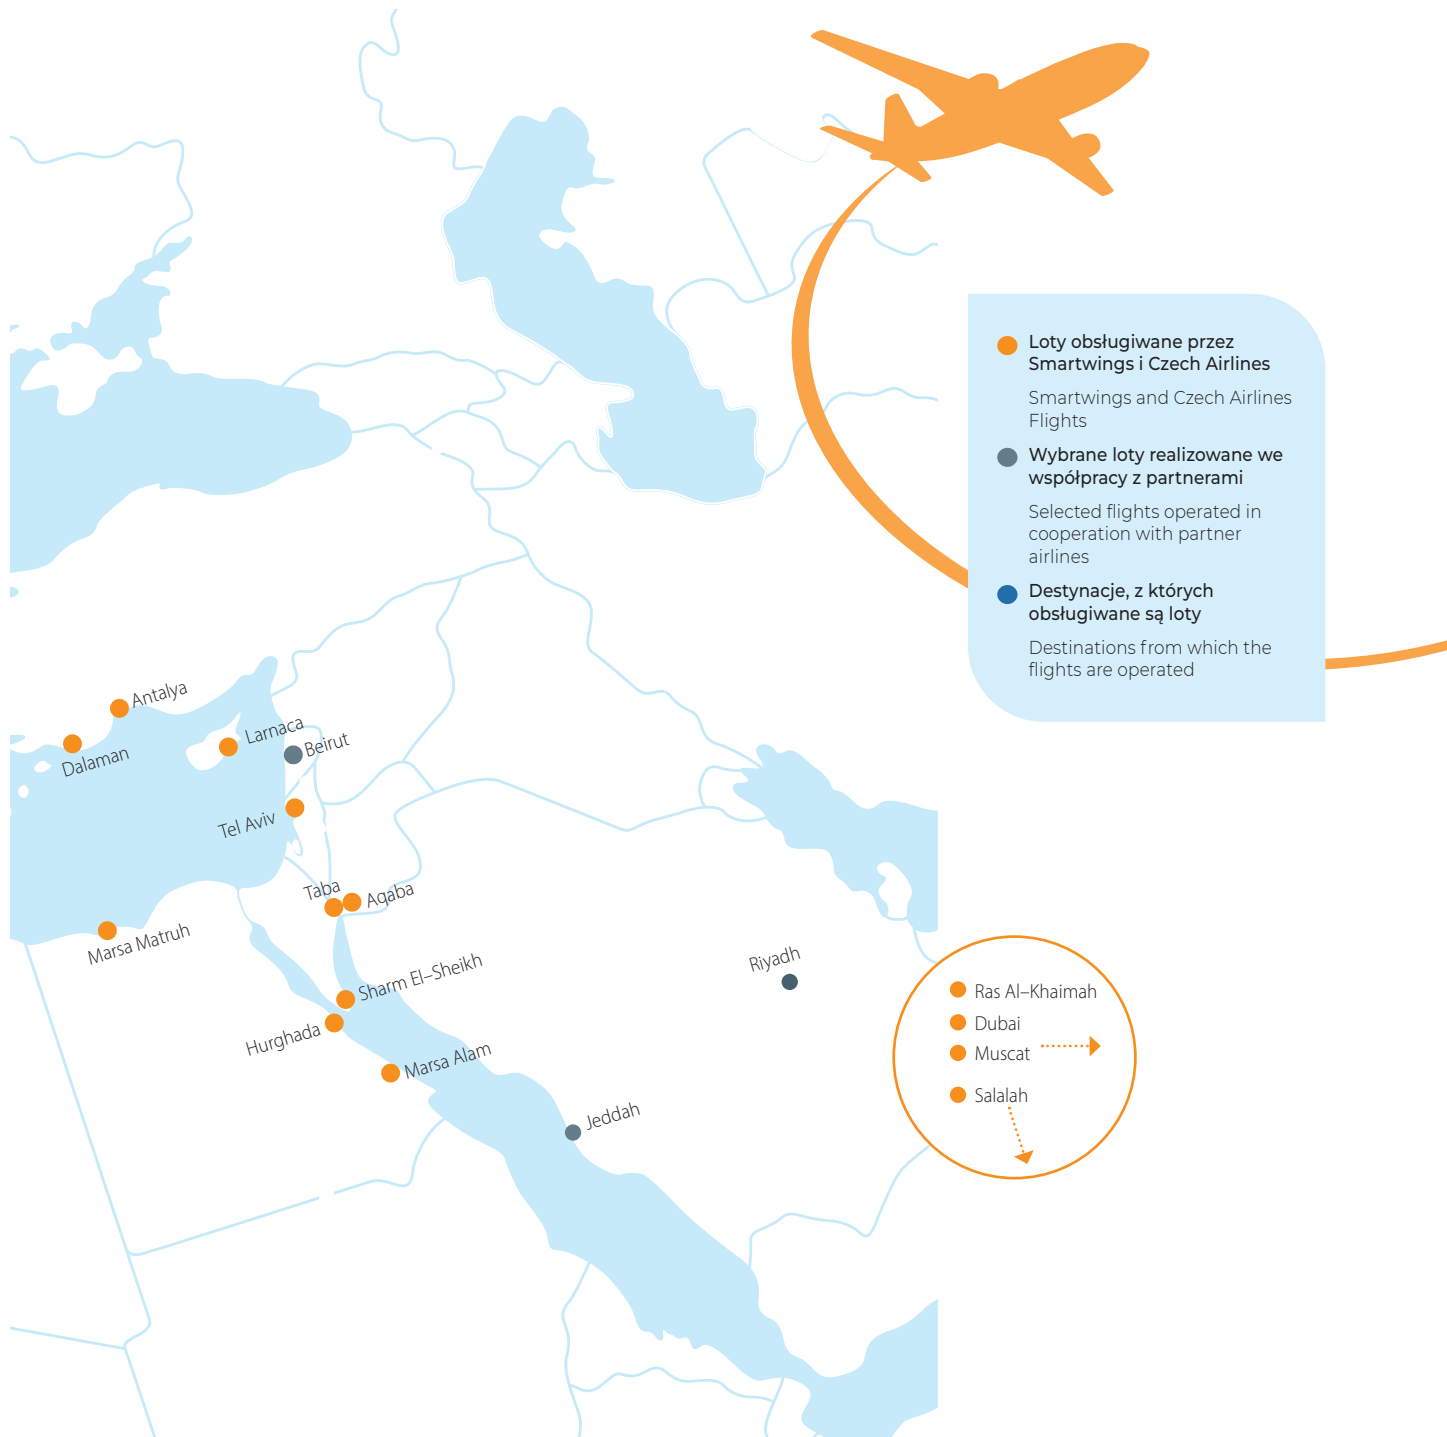 Loty obsługiwane przez
Smartwings i Czech Airlines
Smartwings and Czech Airlines
Flights
Wybrane loty realizowane we
współpracy z partnerami
Selected flights operated in
cooperation with partner
airlines
Destynacje, z których
obsługiwane są loty
Destinations from which the
flights are operated
Antalya
Dalaman
Larnaca
Beirut
Tel Aviv
Taba
Aqaba
Marsa Matruh
Sharm El–Sheikh
Riyadh
Hurghada
Marsa Alam
Jeddah
Ras Al–Khaimah
Dubai
Muscat
Salalah